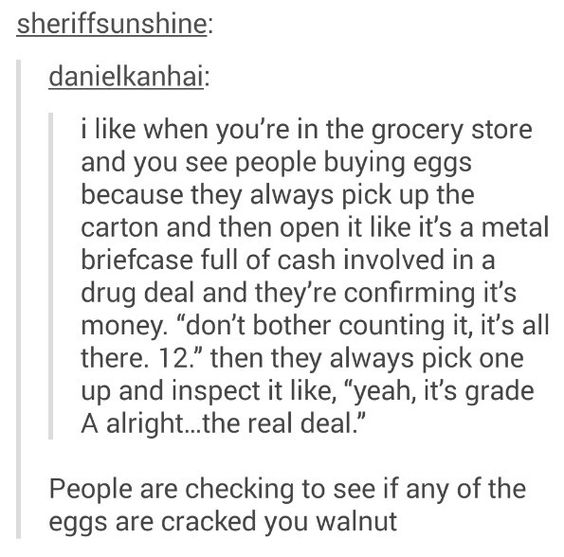 sheriffsunshine:
danielkanhai:
i like when you're in the grocery store
and you see people buying eggs
because they always pick up the
carton and then open it like it's a metal
briefcase full of cash involved in a
drug deal and they're confirming it's
money. “don't bother counting it, it's all
there. 12.” then they always pick one
up and inspect it like, “yeah, it's grade
A alright...the real deal.”
People are checking to see if any of the
eggs are cracked you walnut